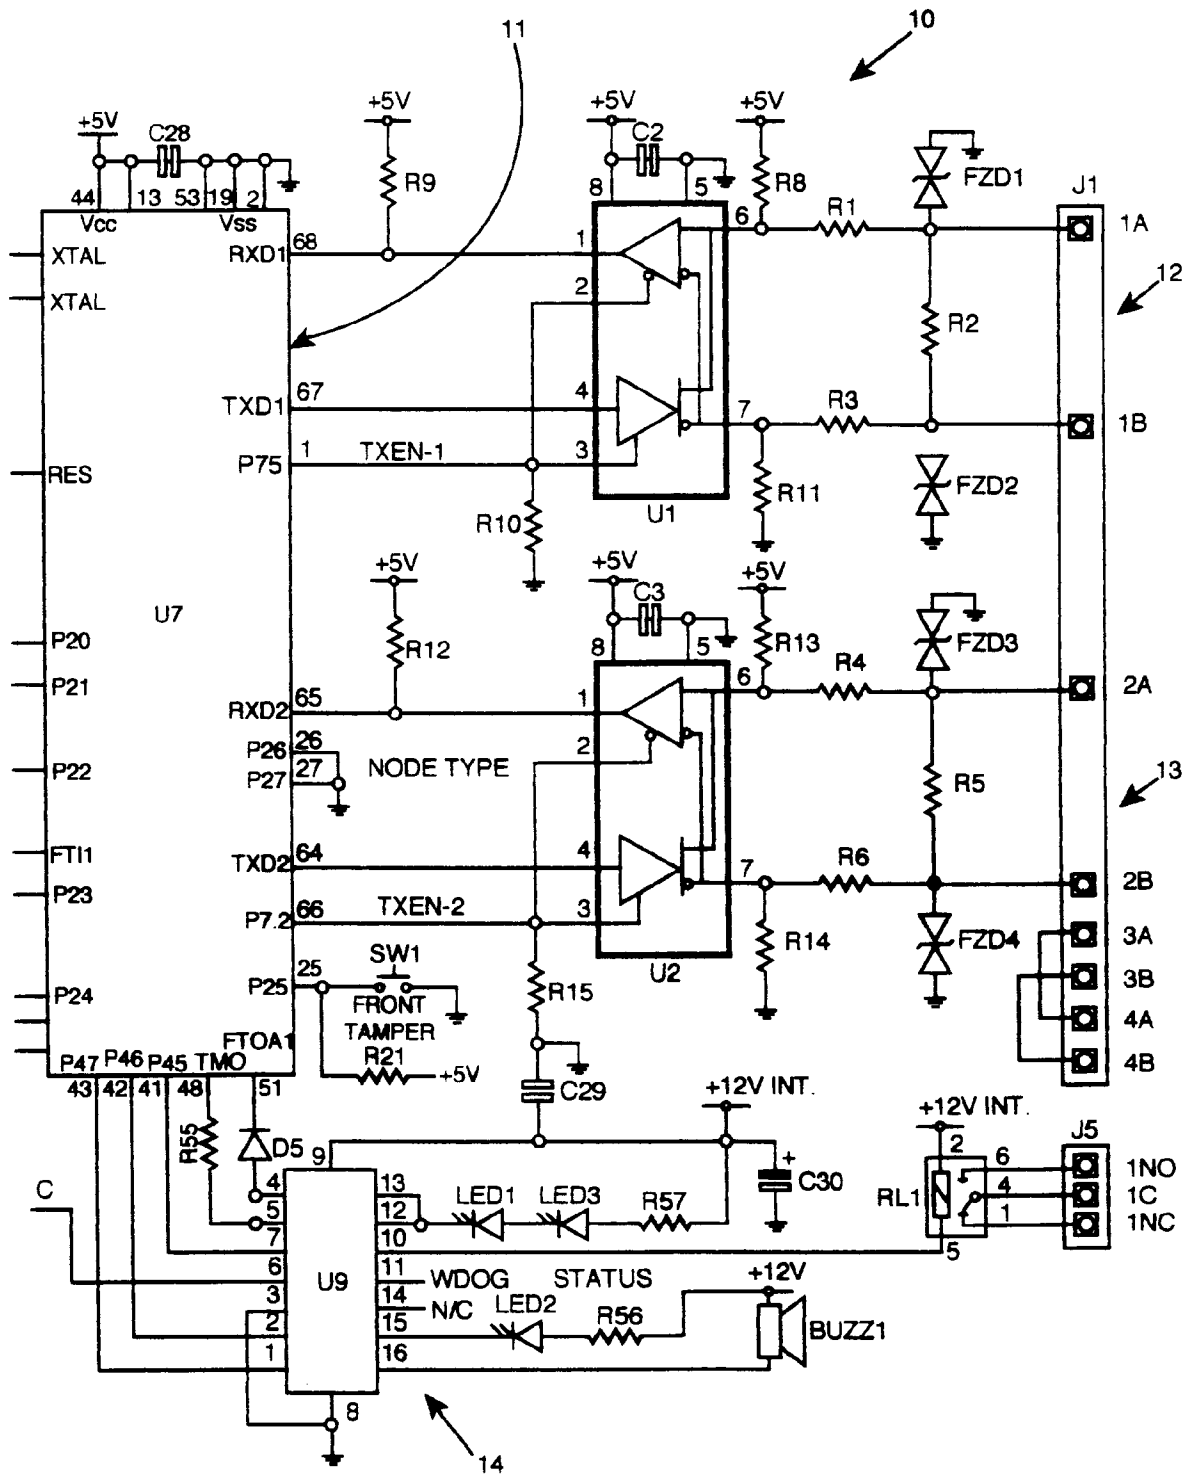 11
10
+5V
C28
+5V
+5V
C2
+5V
44
13
53
19
2
Vcc
Vss
R9
8
5
R8
FZD1
J1
XTAL
RXD1
68
1
6
R1
1A
XTAL
2
12
R2
TXD1
67
4
7
R3
1B
P75
1
TXEN-1
3
RES
R10
R11
FZD2
U1
+5V
+5V
C3
+5V
U7
P20
R12
8
5
R13
FZD3
P21
RXD2
65
1
6
R4
2A
P26
26
2
P22
P27
27
NODE TYPE
R5
13
FTI1
TXD2
64
4
7
R6
2B
P23
P7.2
66
TXEN-2
3
R14
FZD4
3A
SW1
U2
P25
25
R15
3B
P24
FRONT
TAMPER
4A
FTOA1
R21
+5V
4B
P47
P46
P45
TMO
43
42
41
48
51
C29
+12V INT.
+12V INT.
J5
R55
D5
9
2
6
1NO
C
4
13
LED1
LED3
R57
+
C30
RL1
4
1C
5
12
1
1NC
7
10
5
6
U9
11
WDOG
STATUS
+12V
3
14
N/C
LED2
R56
BUZZ1
2
15
1
16
8
14